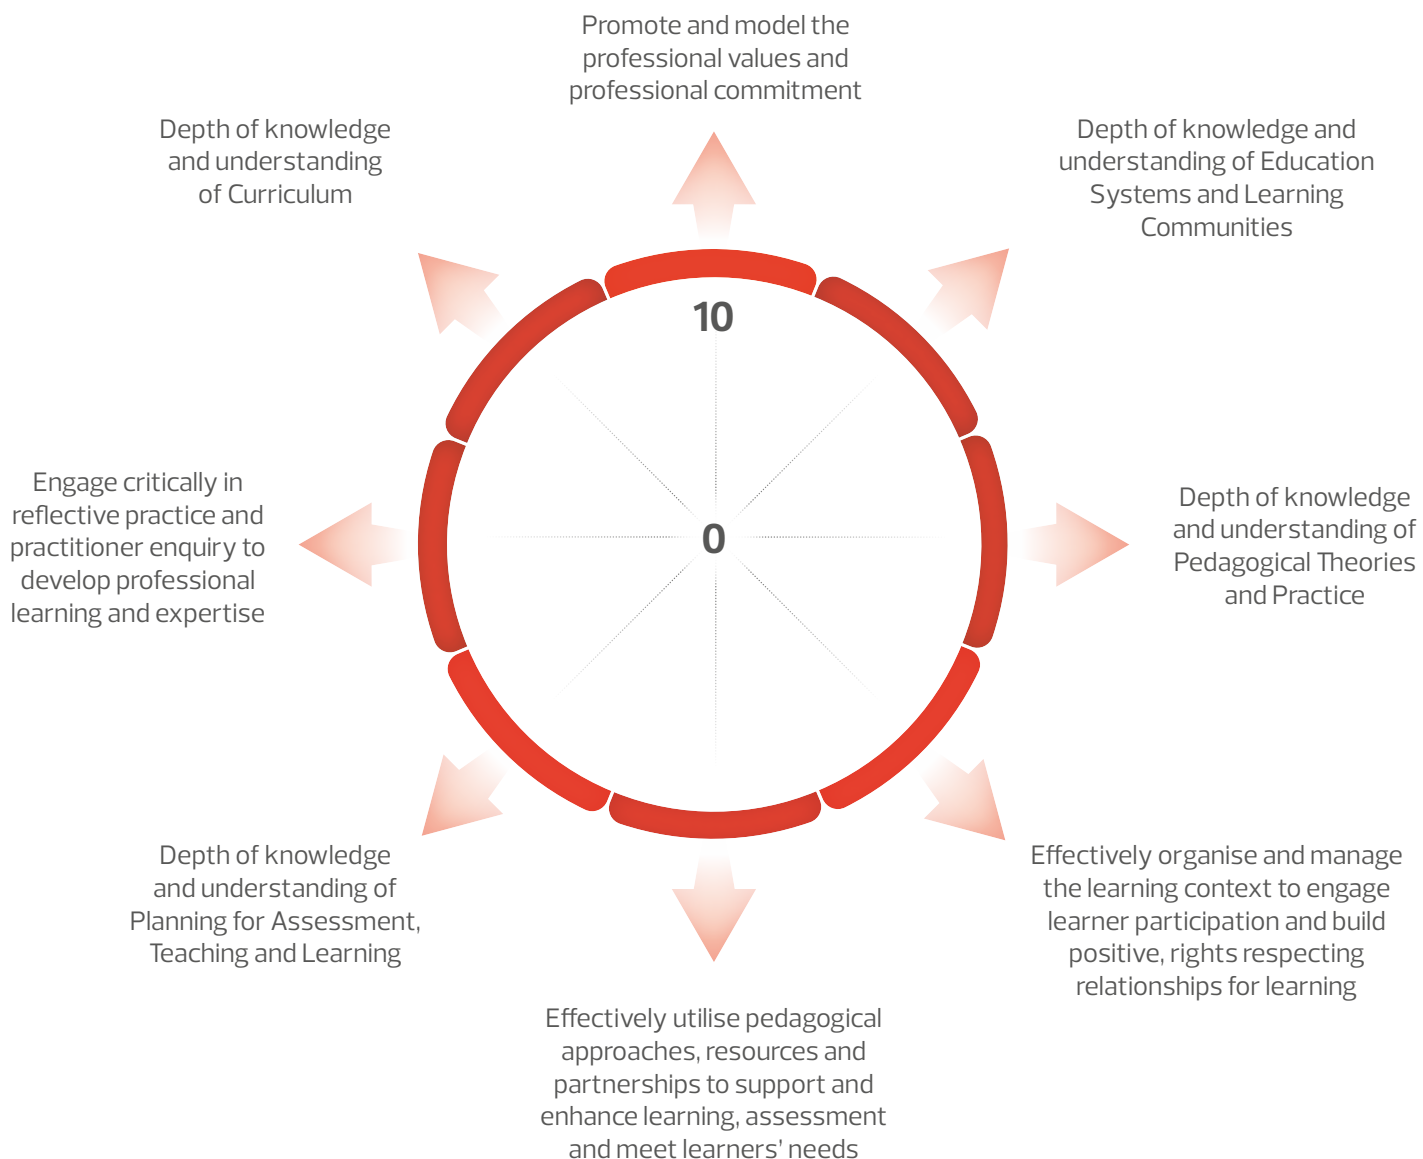 Promote and model the
professional values and
professional commitment
Depth of knowledge
and understanding
of Curriculum
Depth of knowledge and
understanding of Education
Systems and Learning
Communities
10
Engage critically in
reflective practice and
practitioner enquiry to
develop professional
learning and expertise
0
Depth of knowledge
and understanding of
Pedagogical Theories
and Practice
Depth of knowledge
and understanding of
Planning for Assessment,
Teaching and Learning
Effectively organise and manage
the learning context to engage
learner participation and build
positive, rights respecting
relationships for learning
Effectively utilise pedagogical
approaches, resources and
partnerships to support and
enhance learning, assessment
and meet learners’ needs